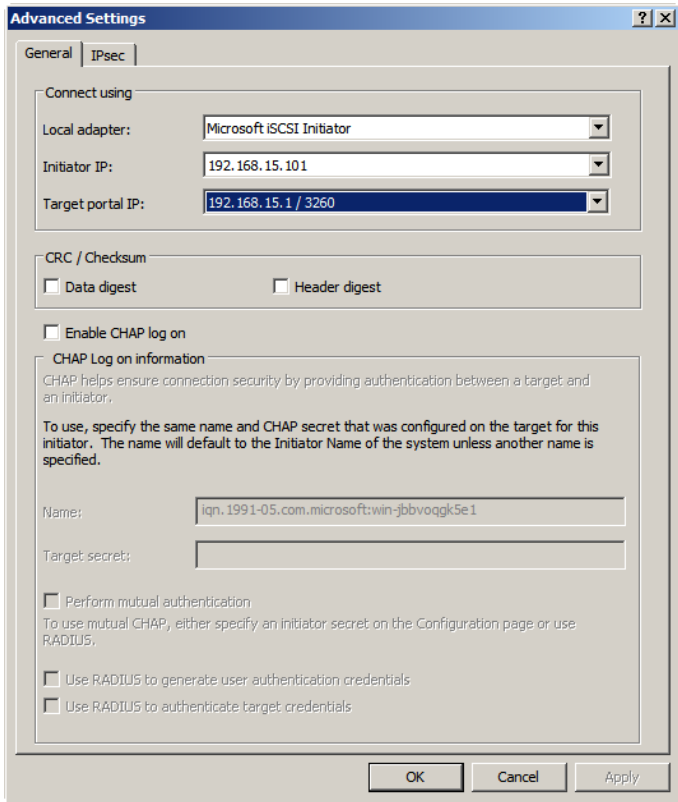 Advanced Settings
General
IPsec
Connect using
Local adapter:
Microsoft iSCSI Initiator
Initiator IP:
192.168.15.101
Target portal IP:
192.168.15.1 / 3260
CRC / Checksum
Data digest
Header digest
Enable CHAP log on
CHAP Log on information
CHAP helps ensure connection security by providing authentication between a target and
an initiator.
To use, specify the same name and CHAP secret that was configured on the target for this
initiator. The name will default to the Initiator Name of the system unless another name is
specified.
Name:
iqn.1991-05.com.microsoft:win-jbbvoqgk5e1
Target secret:
Perform mutual authentication
To use mutual CHAP, either specify an initiator secret on the Configuration page or use
RADIUS.
Use RADIUS to generate user authentication credentials
Use RADIUS to authenticate target credentials
OK
Cancel
Apply